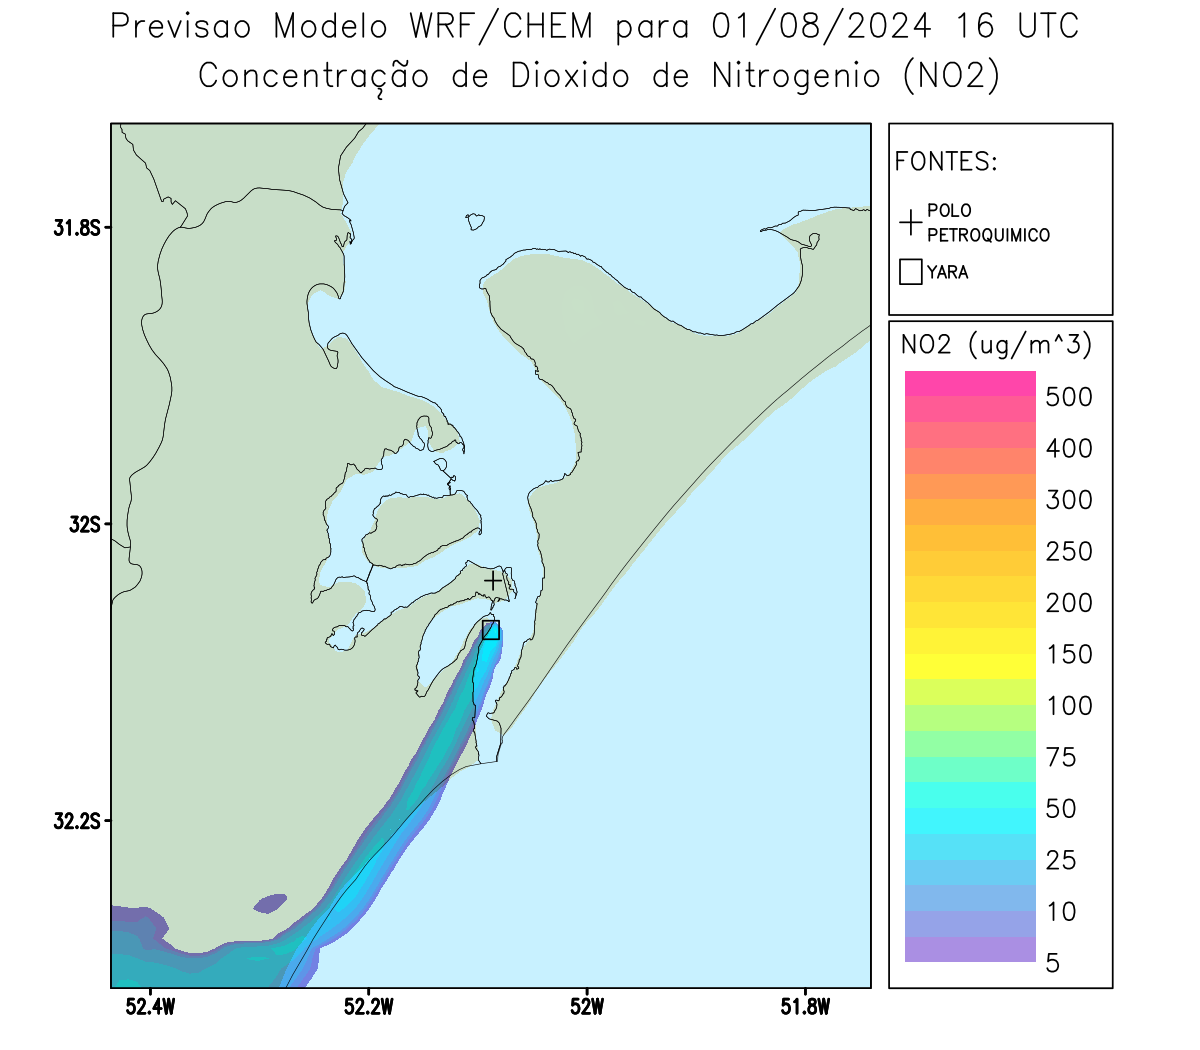 Previsao Modelo WRF/CHEM para 01/08/2024 16 UTC
Concentração de Dioxido de Nitrogenio (NO2)
FONTES:
POLO
PETROQUIMICO
YARA
31.8S
32S
32.2S
52.4W
52.2W
52W
51.8W
NO2 (ug/m^3)
500
400
300
250
200
150
100
75
50
25
10
5